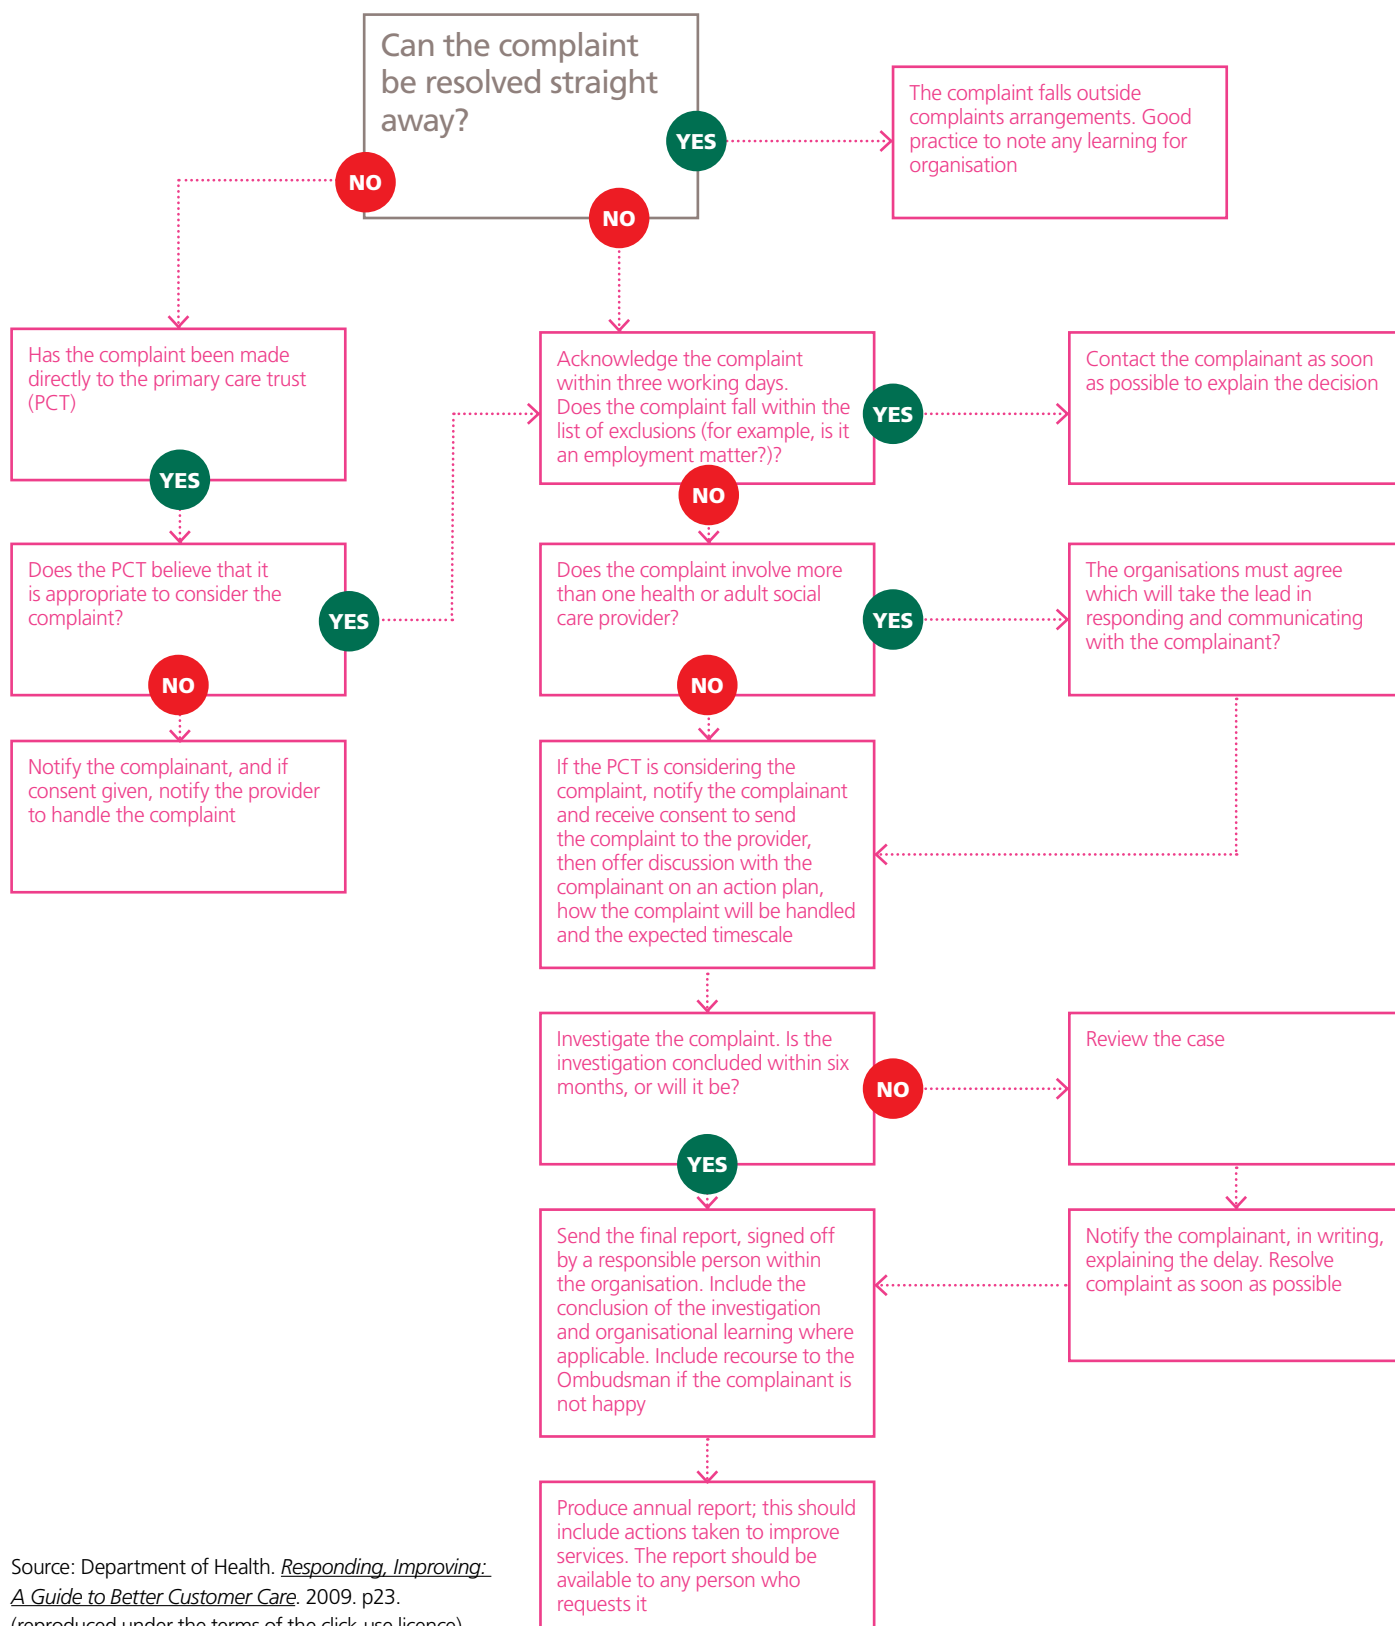 Can the complaint
be resolved straight
away?
YES
The complaint falls outside
complaints arrangements. Good
practice to note any learning for
organisation
NO
NO
Has the complaint been made
directly to the primary care trust
(PCT)
YES
Acknowledge the complaint
within three working days.
Does the complaint fall within the
list of exclusions (for example, is it
an employment matter?)?
YES
NO
Contact the complainant as soon
as possible to explain the decision
Does the PCT believe that it
is appropriate to consider the
complaint?
YES
NO
Does the complaint involve more
than one health or adult social
care provider?
YES
NO
The organisations must agree
which will take the lead in
responding and communicating
with the complainant?
Notify the complainant, and if
consent given, notify the provider
to handle the complaint
If the PCT is considering the
complaint, notify the complainant
and receive consent to send
the complaint to the provider,
then offer discussion with the
complainant on an action plan,
how the complaint will be handled
and the expected timescale
Investigate the complaint. Is the
investigation concluded within six
months, or will it be?
NO
YES
Review the case
Send the final report, signed off
by a responsible person within
the organisation. Include the
conclusion of the investigation
and organisational learning where
applicable. Include recourse to the
Ombudsman if the complainant is
not happy
Notify the complainant, in writing,
explaining the delay. Resolve
complaint as soon as possible
Produce annual report; this should
include actions taken to improve
services. The report should be
available to any person who
requests it
Source: Department of Health. Responding, Improving:
A Guide to Better Customer Care. 2009. p23.
(reproduced under the terms of the click-use licence)